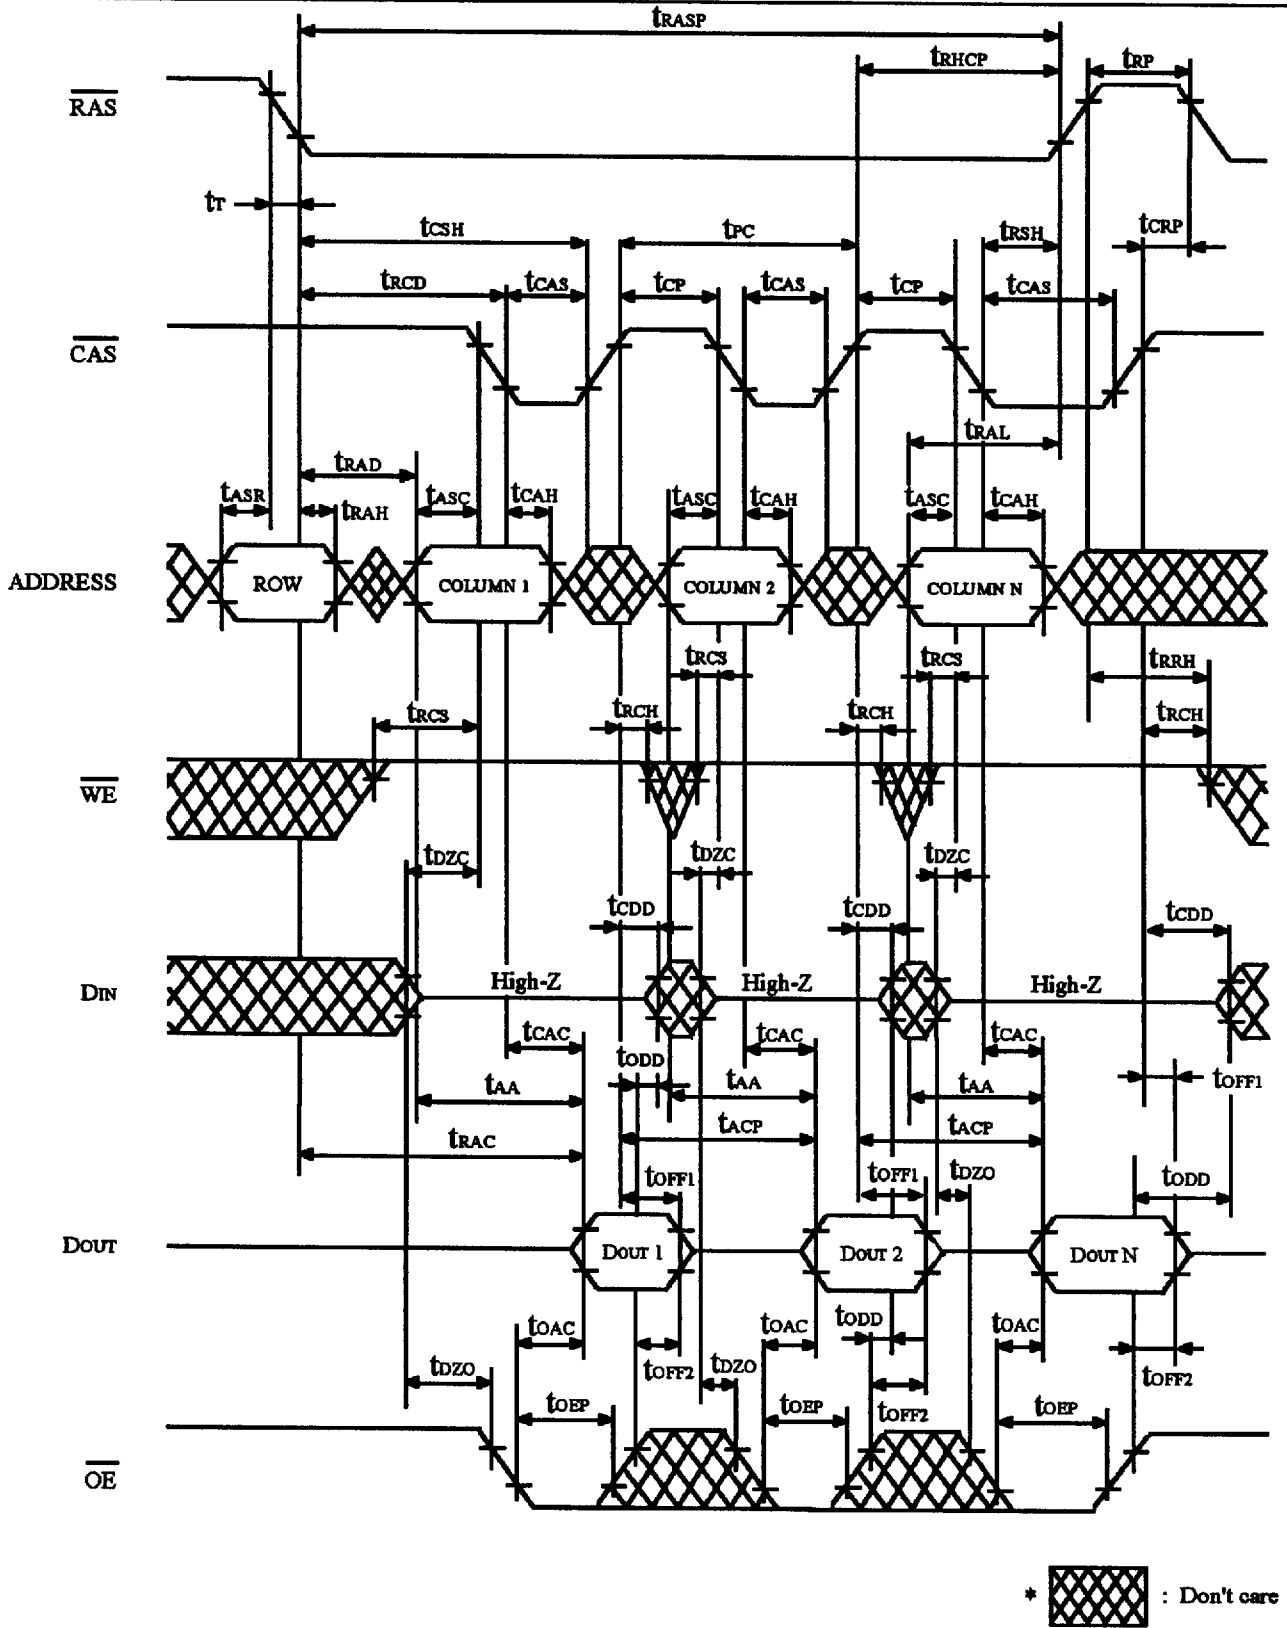 tRASP
tRHCP tRP
RAS
tT
tCSH tPC tRSH tCRP
tRCD tCAS tCP tCAS tCP tCAS
CAS
tRAL
tRAD
tASR tRAH tASC tCAH tASC tCAH tASC tCAH
ADDRESS ROW COLUMN 1 COLUMN 2 COLUMN N
tRCS tRCS tRRH
tRCS tRCH tRCH tRCH
WE
tDZC tDZC tDZC
tCDD tCDD tCDD
DIN High-Z High-Z High-Z
tCAC tCAC tCAC
tODD
tAA tAA tAA tOFF1
tRAC tACP tACP
tOFF1 tOFF1 tDZO tODD
DOUT DOUT 1 DOUT 2 DOUT N
tOAC tOAC tODD tOAC
tDZO tOFF2 tDZO tOFF2
tOEP tOEP tOFF2 tOEP
OE
* : Don't care